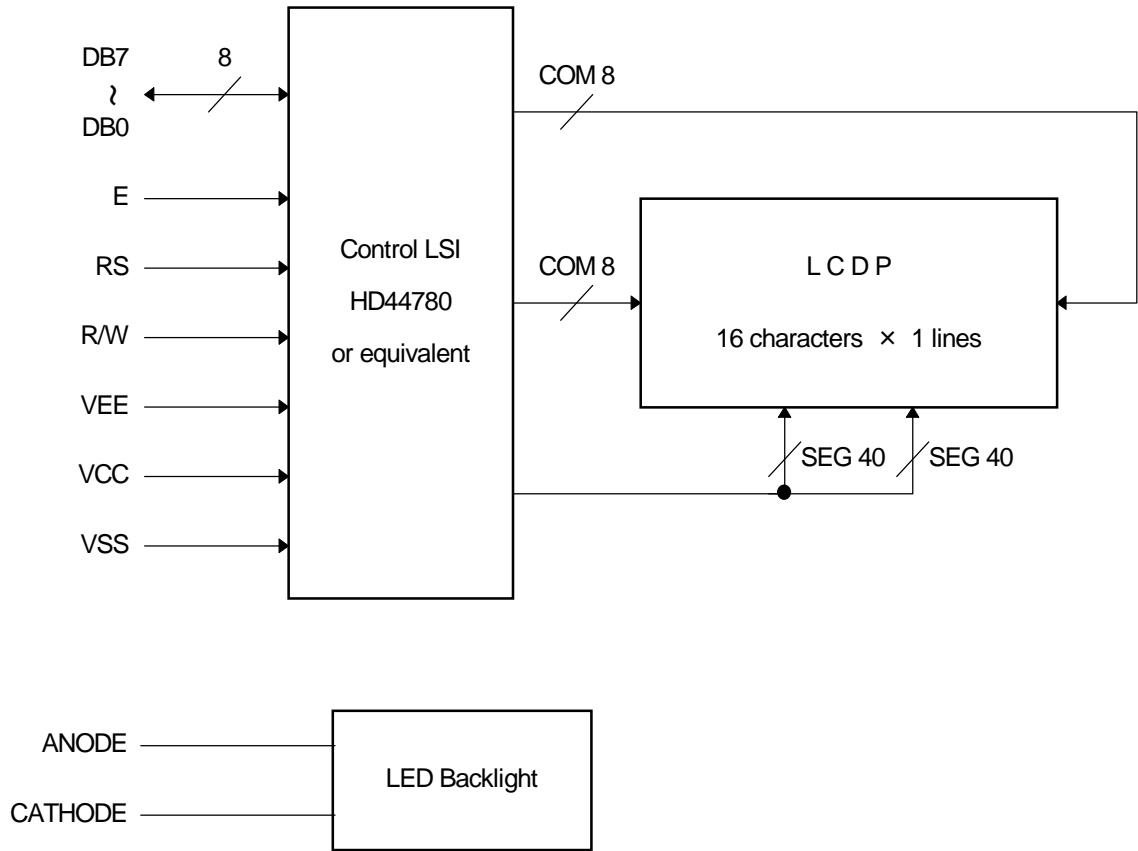 DB7
~
DB0
8
E
RS
R/W
VEE
VCC
VSS
Control LSI
HD44780
or equivalent
COM 8
COM 8
L C D P
16 characters × 1 lines
SEG 40
SEG 40
ANODE
CATHODE
LED Backlight